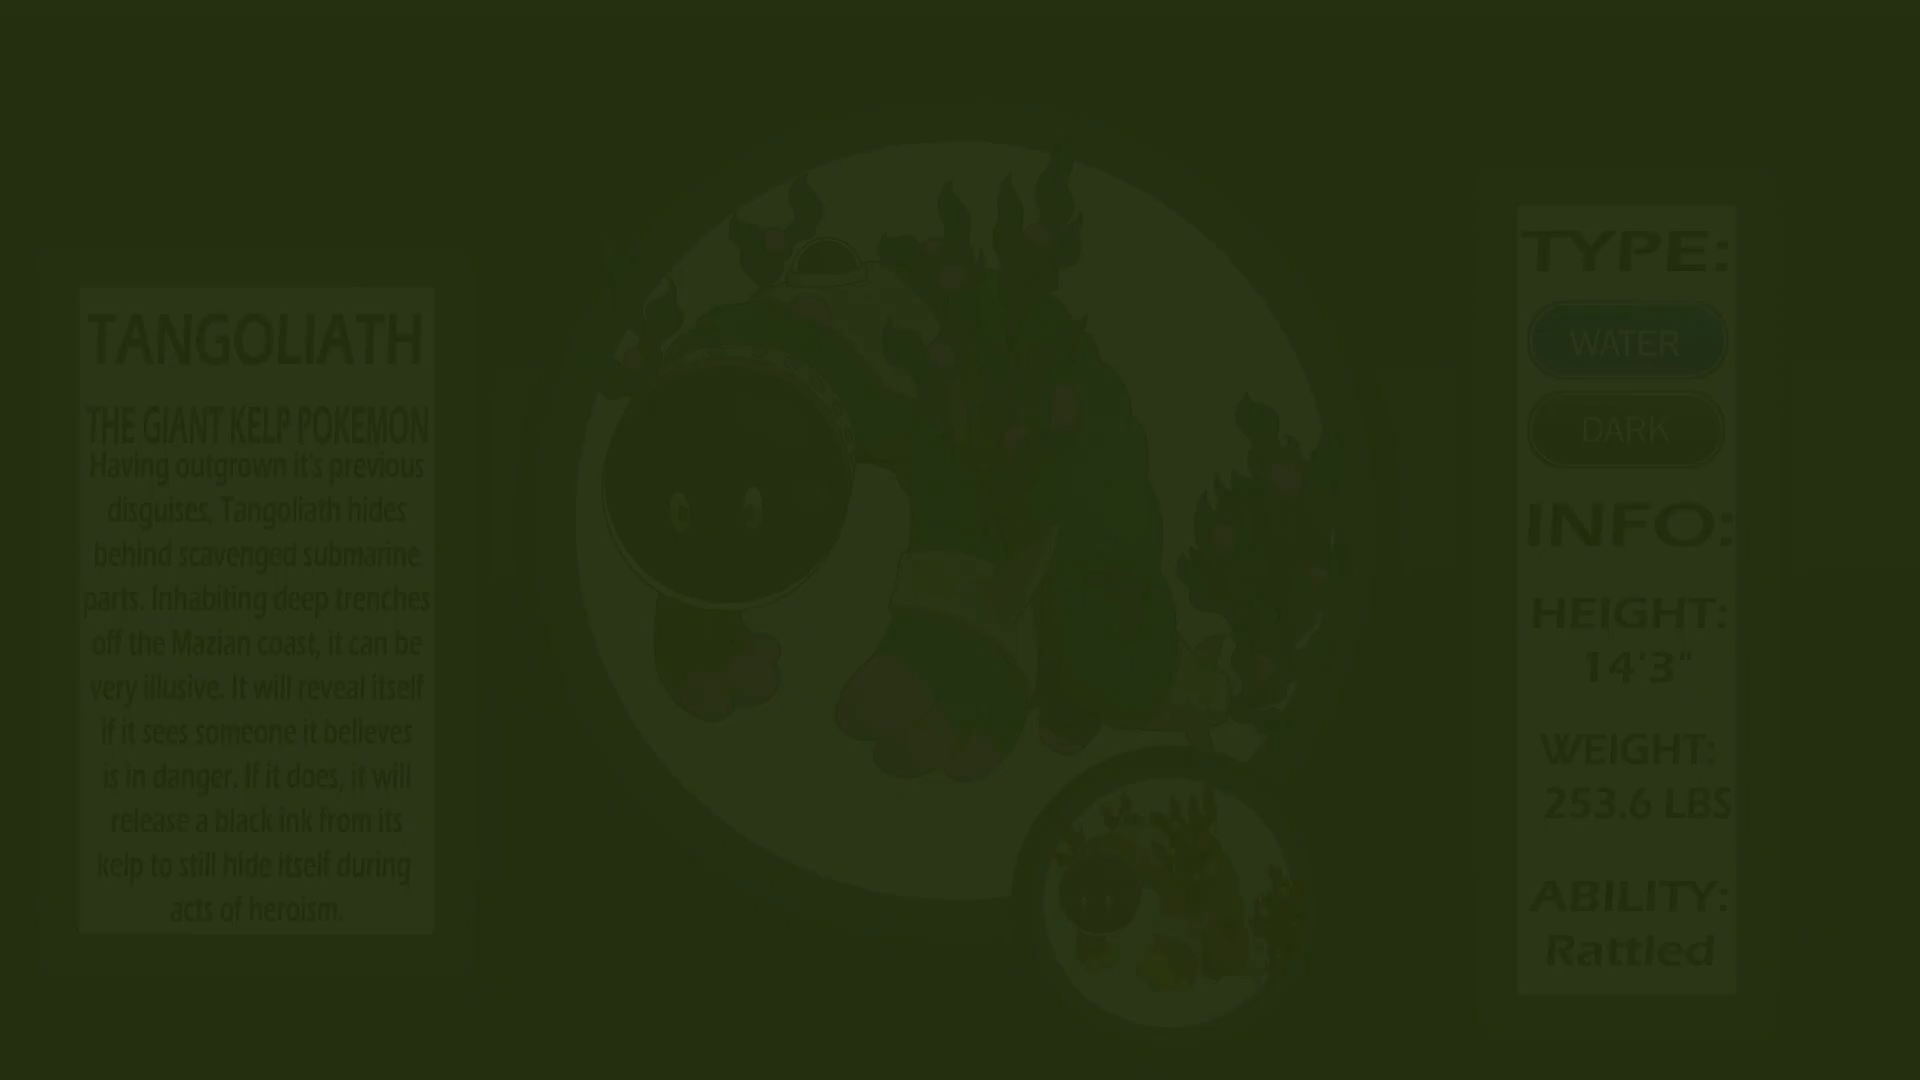 TANGOLIATH
THE GIANT KELP POKEMON
Having outgrown it's previous
disguises, Tangoliath hides
behind scavenged submarine
parts. Inhabiting deep trenches
off the Mazian coast, it can be
very illusive. It will reveal itself
if it sees someone it believes
is in danger. If it does, it will
release a black ink from its
kelp to still hide itself during
acts of heroism.
TYPE:
WATER
DARK
INFO:
HEIGHT:
14'3"
WEIGHT:
253.6 LBS
ABILITY:
Rattled